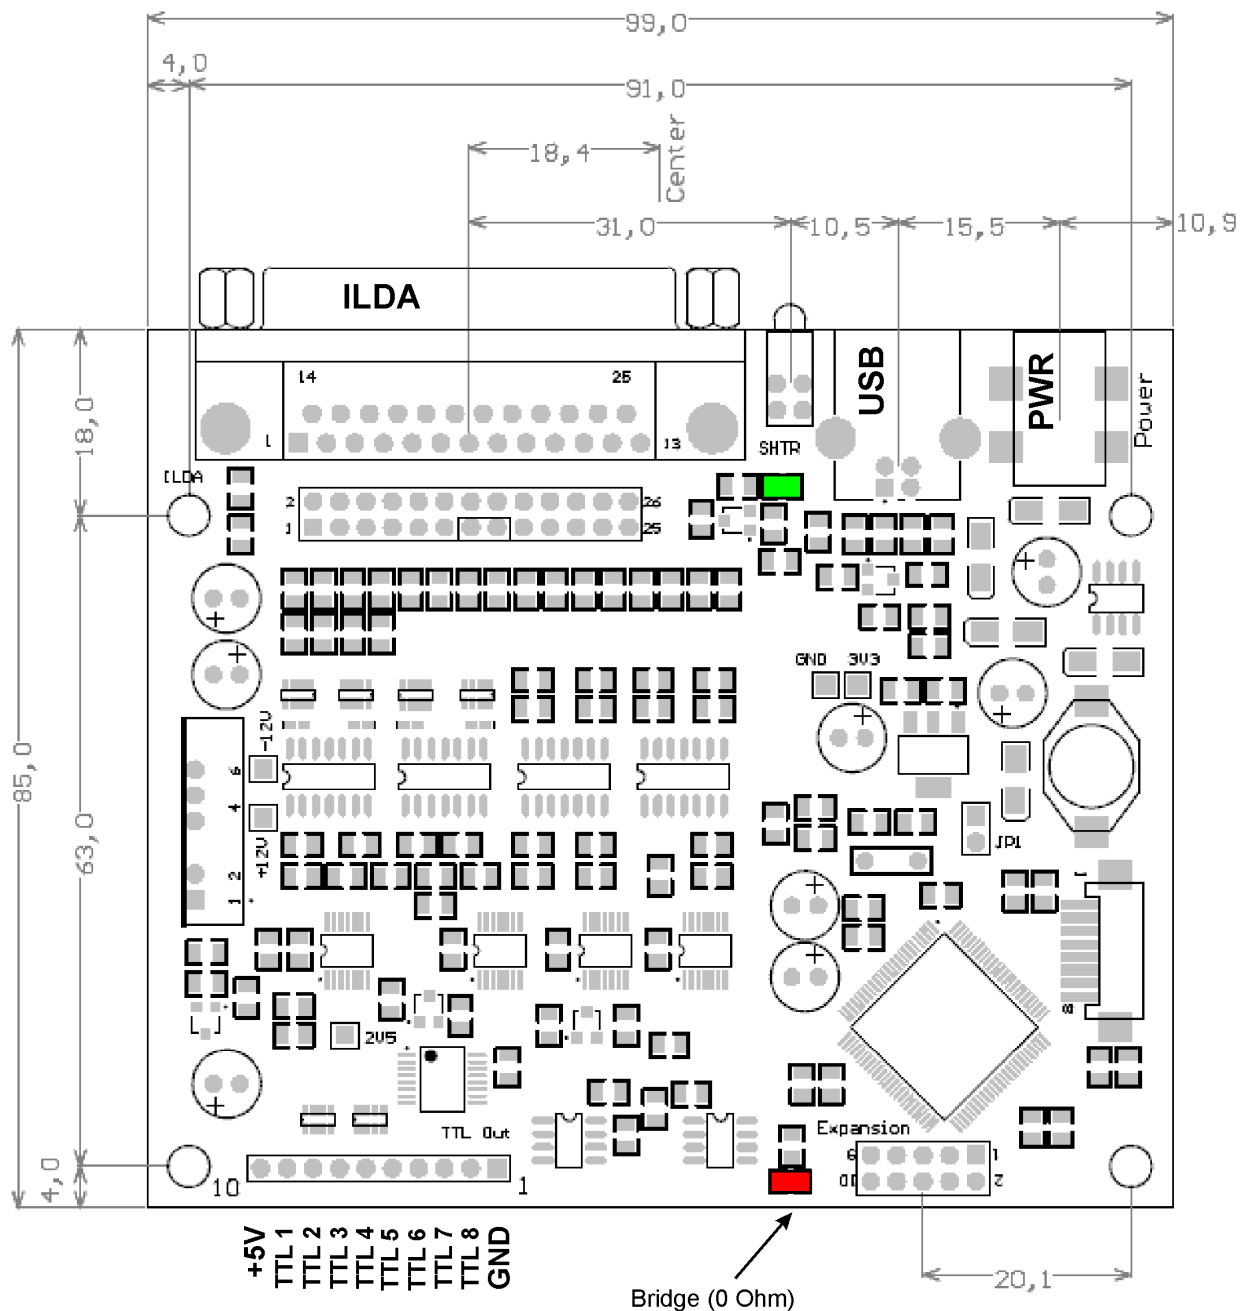 99,0
4,0
91,0
18,4
Center
31,0
10,5
15,5
10,9
ILDA
USB
PWR
Power
14
25
1
13
SHTR
18,0
ILDA
2
26
1
25
GND
3V3
-12V
6
4
+12V
2
1
85,0
63,0
JP1
1
8
2V5
TTL Out
Expansion
9
1
10
2
4,0
10
1
+5V
TTL 1
TTL 2
TTL 3
TTL 4
TTL 5
TTL 6
TTL 7
TTL 8
GND
20,1
Bridge (0 Ohm)